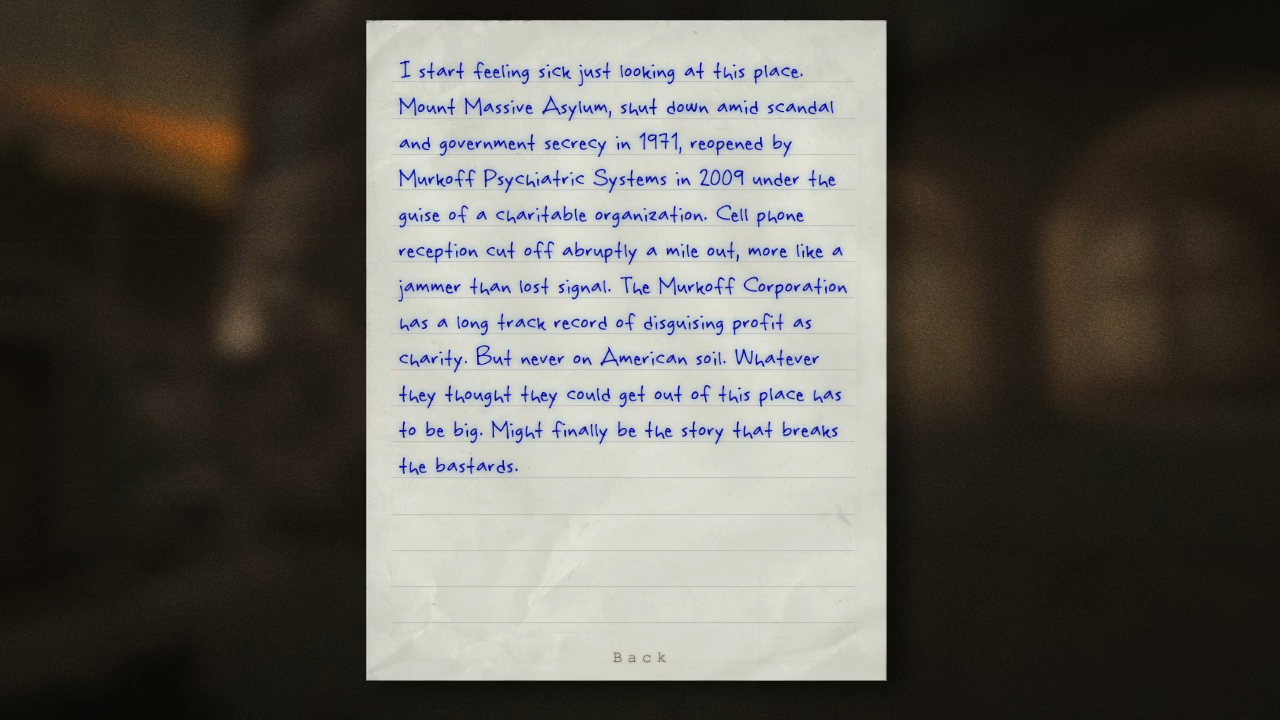 I start feeling sick just looking at this place.
Mount Massive Asylum, shut down amid scandal
and government secrecy in 1971, reopened by
Murkoff Psychiatric Systems in 2009 under the
guise of a charitable organization. Cell phone
reception cut off abruptly a mile out, more like a
jammer than lost signal. The Murkoff Corporation
has a long track record of disguising profit as
charity. But never on American soil. Whatever
they thought they could get out of this place has
to be big. Might finally be the story that breaks
the bastards.
Back